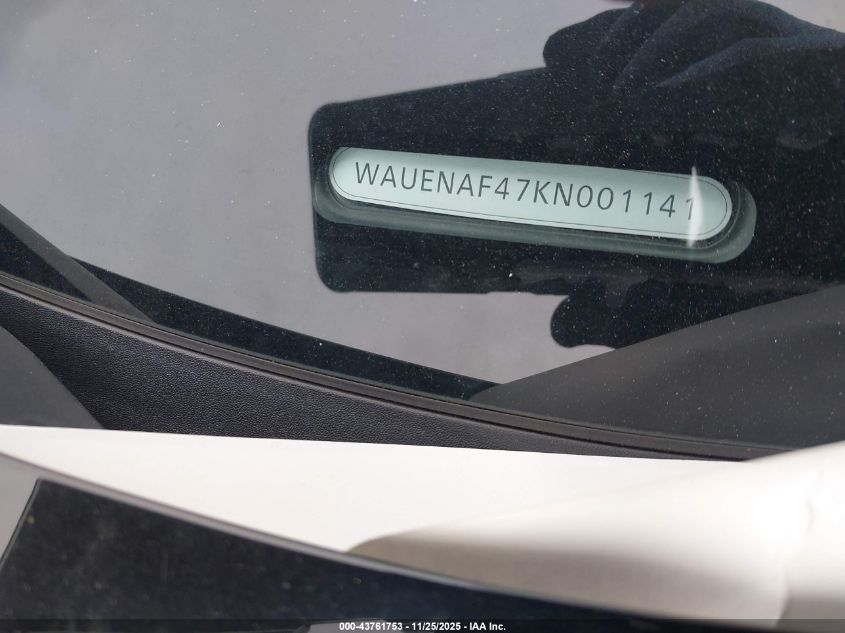 WAUENAF47KN001141
000-43761753 - 11/25/2025 - IAA Inc.